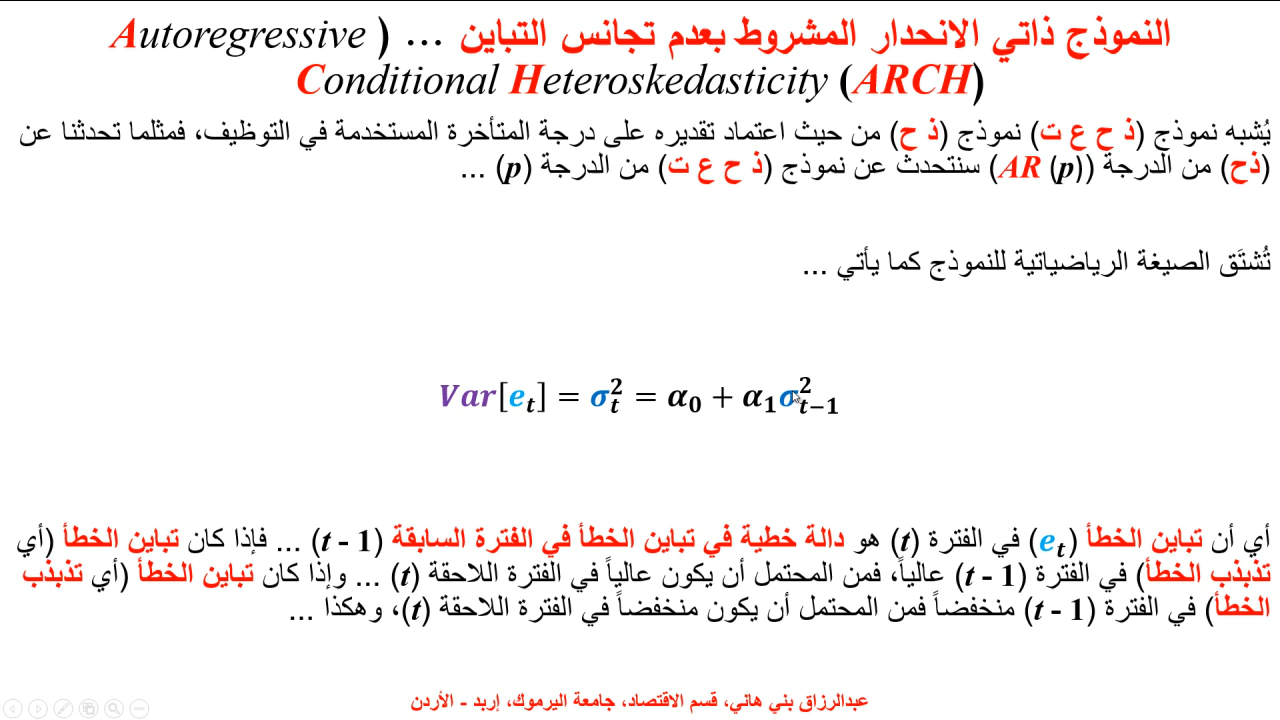 النموذج ذاتي الانحدار المشروط بعدم تجانس التباين ... (Autoregressive
Conditional Heteroskedasticity (ARCH)
يُشبه نموذج (ذ ح ع ت) نموذج (ذ ح) من حيث اعتماد تقديره على درجة المتأخرة المستخدمة في التوظيف، فمثلما تحدثنا عن
(ذح) من الدرجة (AR (p)) سنتحدث عن نموذج (ذ ح ع ت) من الدرجة (p) ...
تُشتَق الصيغة الرياضياتية للنموذج كما يأتي ...
Var[e_t] = σ_t^2 = α_0 + α_1σ_{t−1}^2
أي أن تباين الخطأ (e_t) في الفترة (t) هو دالة خطية في تباين الخطأ في الفترة السابقة (t - 1) ... فإذا كان تباين الخطأ (أي
تذبذب الخطأ) في الفترة (t - 1) عالياً، فمن المحتمل أن يكون عالياً في الفترة اللاحقة (t) ... وإذا كان تباين الخطأ (أي تذبذب
الخطأ) في الفترة (t - 1) منخفضاً فمن المحتمل أن يكون منخفضاً في الفترة اللاحقة (t)، وهكذا ...
عبدالرزاق بني هاني، قسم الاقتصاد، جامعة اليرموك، إربد - الأردن